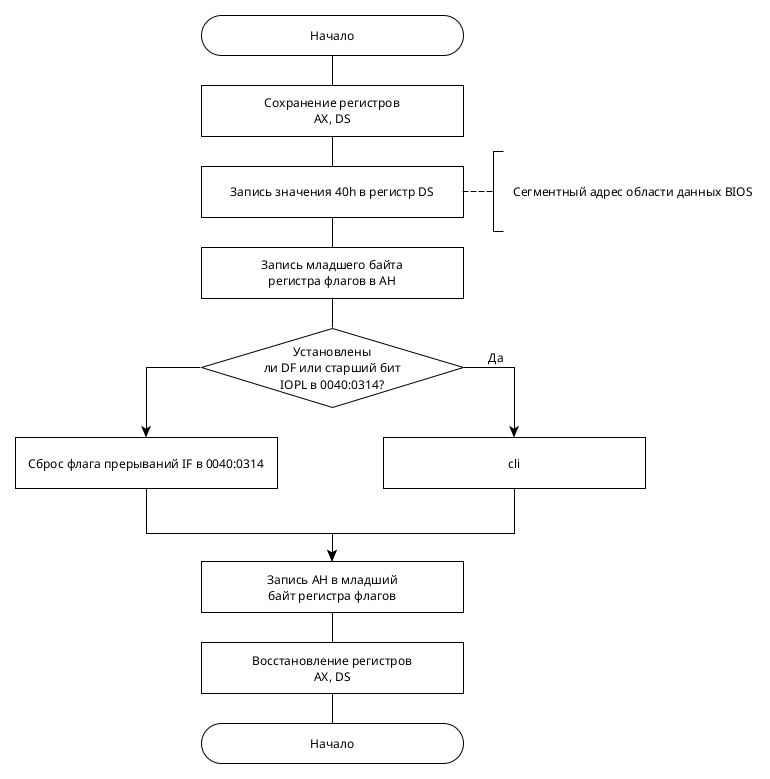 Начало
Сохранение регистров
AX, DS
Запись значения 40h в регистр DS
Сегментный адрес области данных BIOS
Запись младшего байта
регистра флагов в AH
Установлены
ли DF или старший бит
IOPL в 0040:0314?
Да
Сброс флага прерываний IF в 0040:0314
cli
Запись AH в младший
байт регистра флагов
Восстановление регистров
AX, DS
Начало